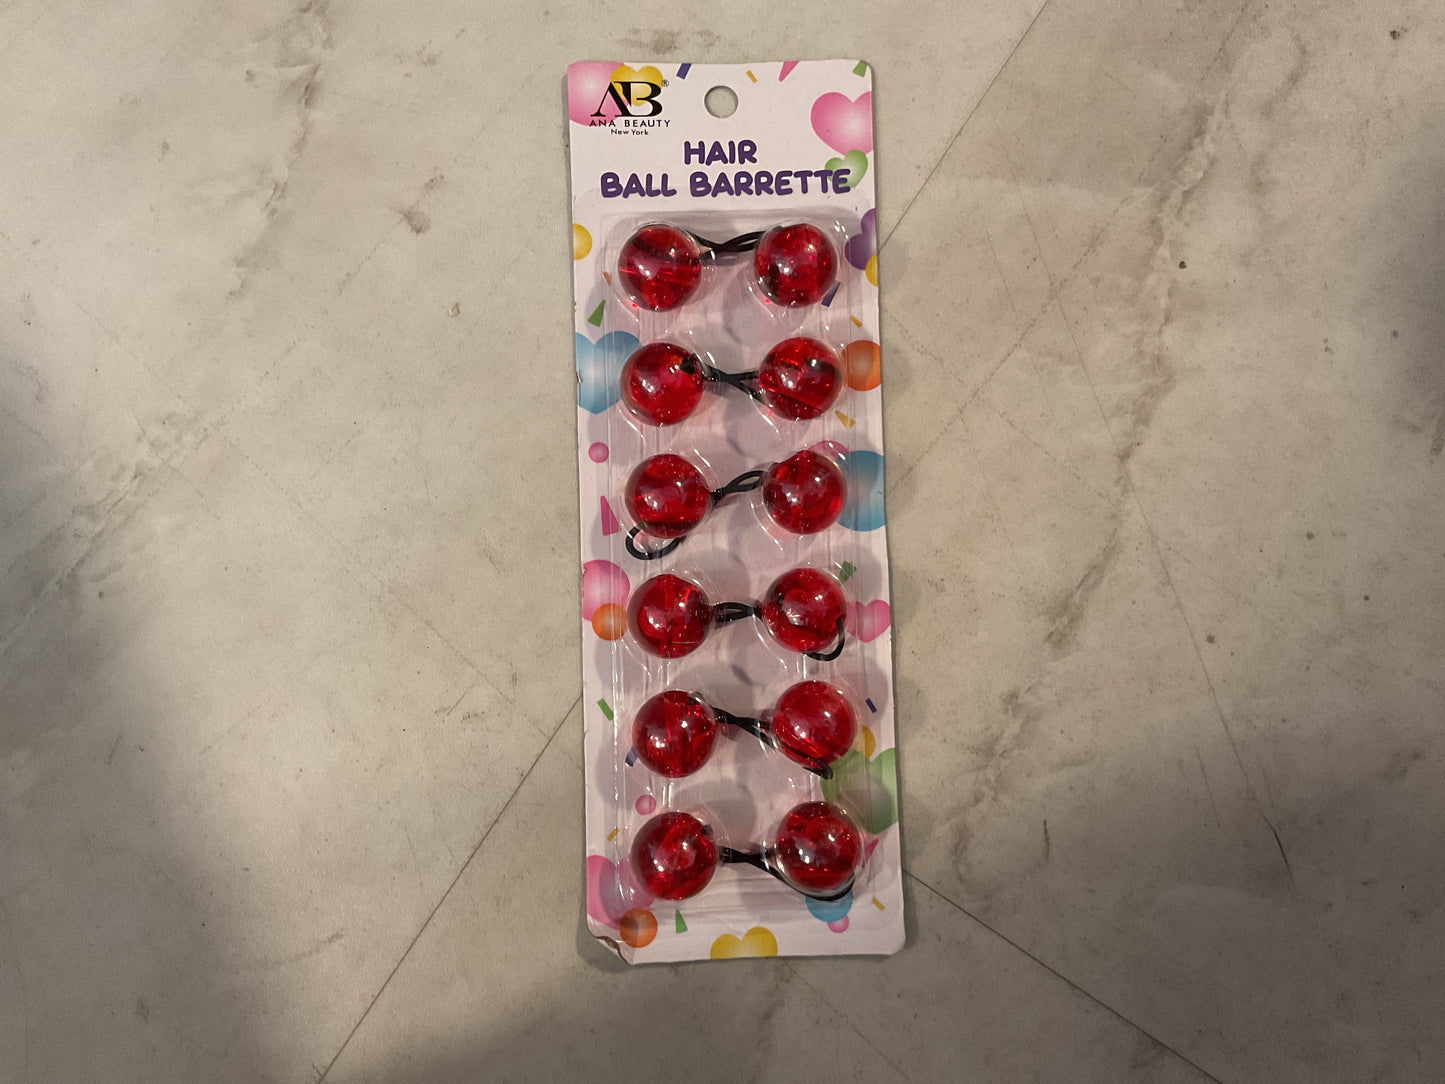 AB®
ANA BEAUTY
New York
HAIR
BALL BARRETTE